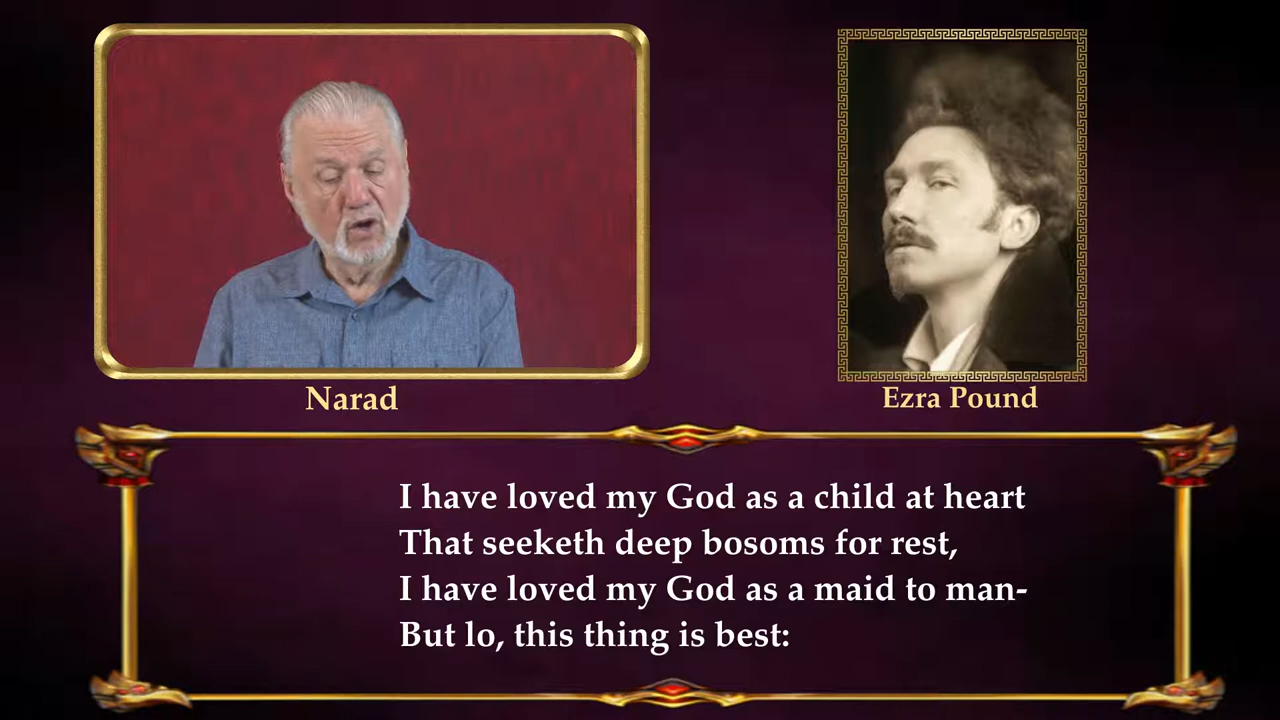 Narad
Ezra Pound
I have loved my God as a child at heart
That seeketh deep bosoms for rest,
I have loved my God as a maid to man-
But lo, this thing is best: